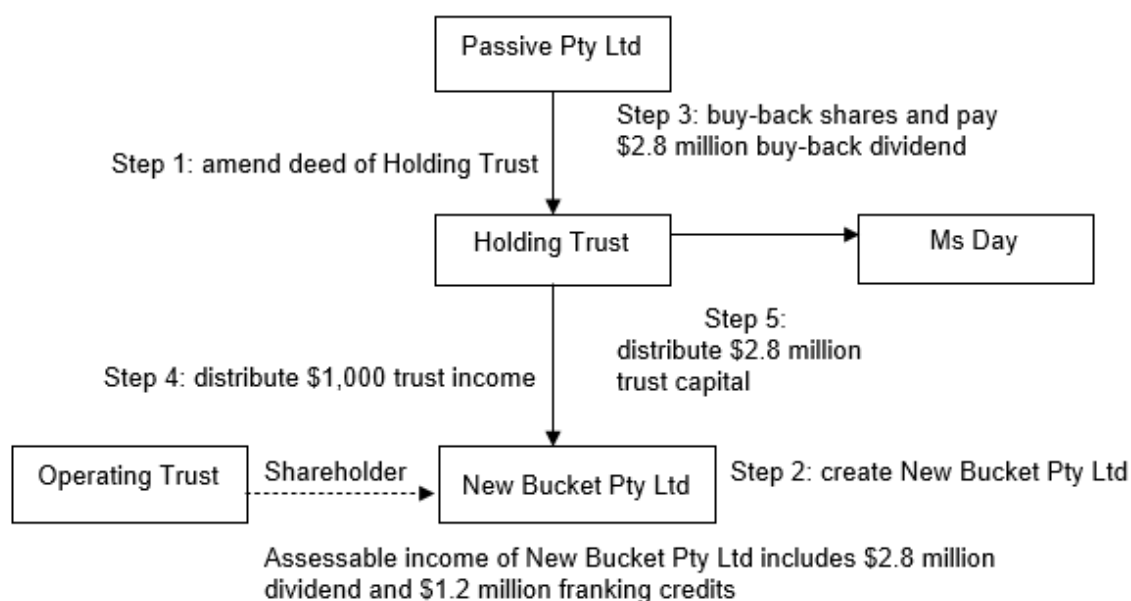 Passive Pty Ltd
Step 3: buy-back shares and pay
$2.8 million buy-back dividend
Step 1: amend deed of Holding Trust
Holding Trust
Ms Day
Step 5:
distribute $2.8 million
trust capital
Step 4: distribute $1,000 trust income
Operating Trust
Shareholder
New Bucket Pty Ltd
Step 2: create New Bucket Pty Ltd
Assessable income of New Bucket Pty Ltd includes $2.8 million
dividend and $1.2 million franking credits